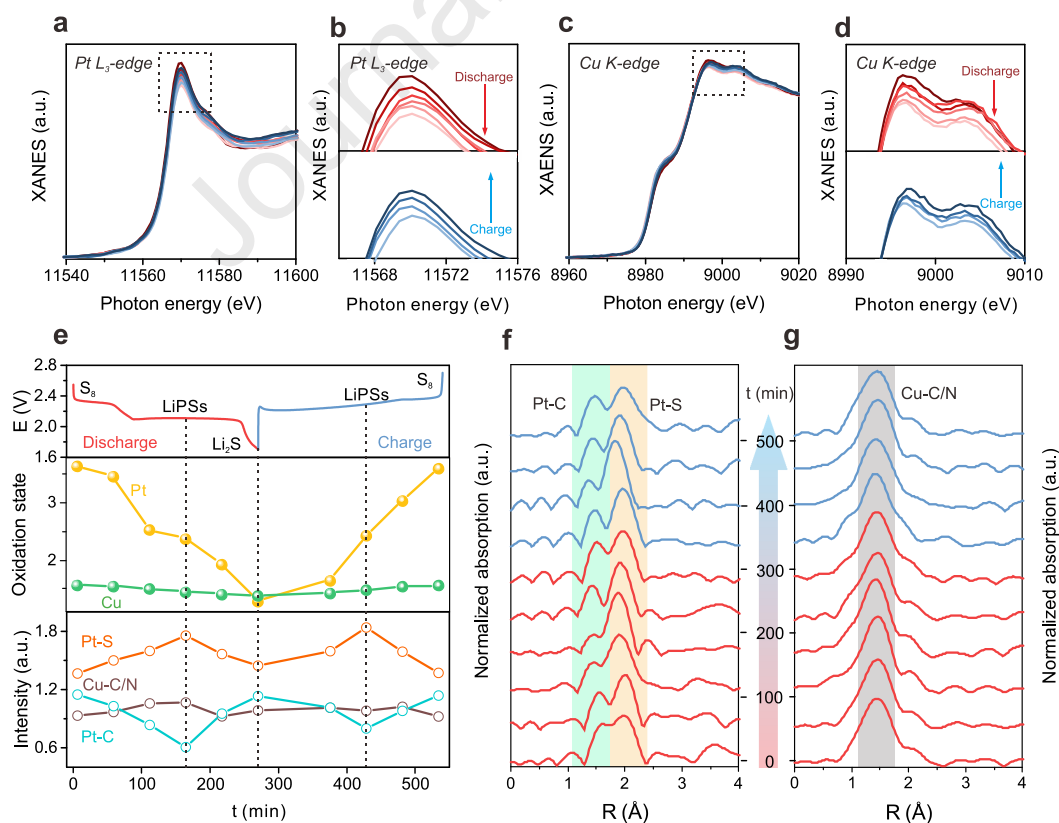 Journal
a
Pt L3-edge
XANES (a.u.)
11540 11560 11580 11600
Photon energy (eV)
b
Pt L3-edge
Discharge
Charge
XANES (a.u.)
11568 11572 11576
Photon energy (eV)
c
Cu K-edge
XAENS (a.u.)
8960 8980 9000 9020
Photon energy (eV)
d
Cu K-edge
Discharge
Charge
XANES (a.u.)
8990 9000 9010
Photon energy (eV)
e
E (V)
2.8
2.4
2.0
1.6
S8
LiPSs
Li2S
LiPSs
S8
Discharge
Charge
Oxidation state
3
2
Pt
Cu
Intensity (a.u.)
1.8
1.2
0.6
Pt-S
Cu-C/N
Pt-C
0 100 200 300 400 500
t (min)
f
Pt-C
Pt-S
Normalized absorption (a.u.)
0 1 2 3 4
R (Å)
t (min)
500
400
300
200
100
0
g
Cu-C/N
Normalized absorption (a.u.)
0 1 2 3 4
R (Å)